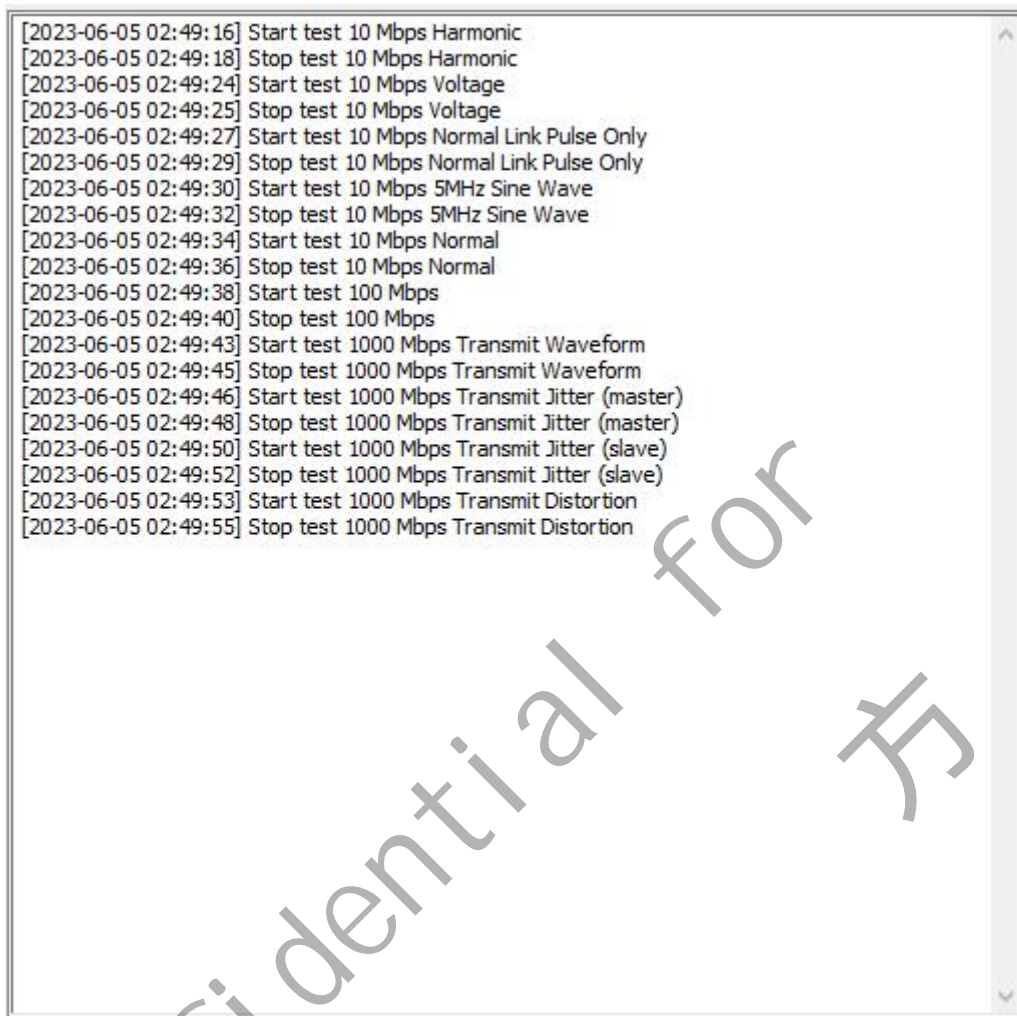 [2023-06-05 02:49:16] Start test 10 Mbps Harmonic
[2023-06-05 02:49:18] Stop test 10 Mbps Harmonic
[2023-06-05 02:49:24] Start test 10 Mbps Voltage
[2023-06-05 02:49:25] Stop test 10 Mbps Voltage
[2023-06-05 02:49:27] Start test 10 Mbps Normal Link Pulse Only
[2023-06-05 02:49:29] Stop test 10 Mbps Normal Link Pulse Only
[2023-06-05 02:49:30] Start test 10 Mbps 5MHz Sine Wave
[2023-06-05 02:49:32] Stop test 10 Mbps 5MHz Sine Wave
[2023-06-05 02:49:34] Start test 10 Mbps Normal
[2023-06-05 02:49:36] Stop test 10 Mbps Normal
[2023-06-05 02:49:38] Start test 100 Mbps
[2023-06-05 02:49:40] Stop test 100 Mbps
[2023-06-05 02:49:43] Start test 1000 Mbps Transmit Waveform
[2023-06-05 02:49:45] Stop test 1000 Mbps Transmit Waveform
[2023-06-05 02:49:46] Start test 1000 Mbps Transmit Jitter (master)
[2023-06-05 02:49:48] Stop test 1000 Mbps Transmit Jitter (master)
[2023-06-05 02:49:50] Start test 1000 Mbps Transmit Jitter (slave)
[2023-06-05 02:49:52] Stop test 1000 Mbps Transmit Jitter (slave)
[2023-06-05 02:49:53] Start test 1000 Mbps Transmit Distortion
[2023-06-05 02:49:55] Stop test 1000 Mbps Transmit Distortion
idential for
方